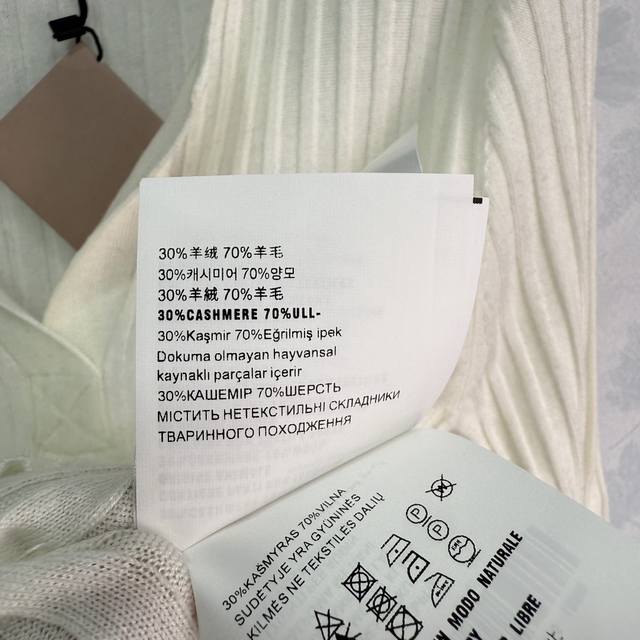 30%羊绒 70%羊毛
30%캐시미어 70%양모
30%羊絨 70%羊毛
30%CASHMERE 70%ULL-
30%Kaşmir 70%Eğrilmiş ipek
Dokuma olmayan hayvansal
kaynaklı parçalar içerir
30%КАШЕМІР 70%ШЕРСТЬ
МІСТИТЬ НЕТЕКСТИЛЬНІ СКЛАДНИКИ
ТВАРИННОГО ПОХОДЖЕННЯ
30%KAŠMYRAS 70%VILNA
SUDĖTYJE YRA GYŪNINĖS
KILMĖS NE TEKSTILĖS DALIŲ
N MODO NATURALE
LIBRE